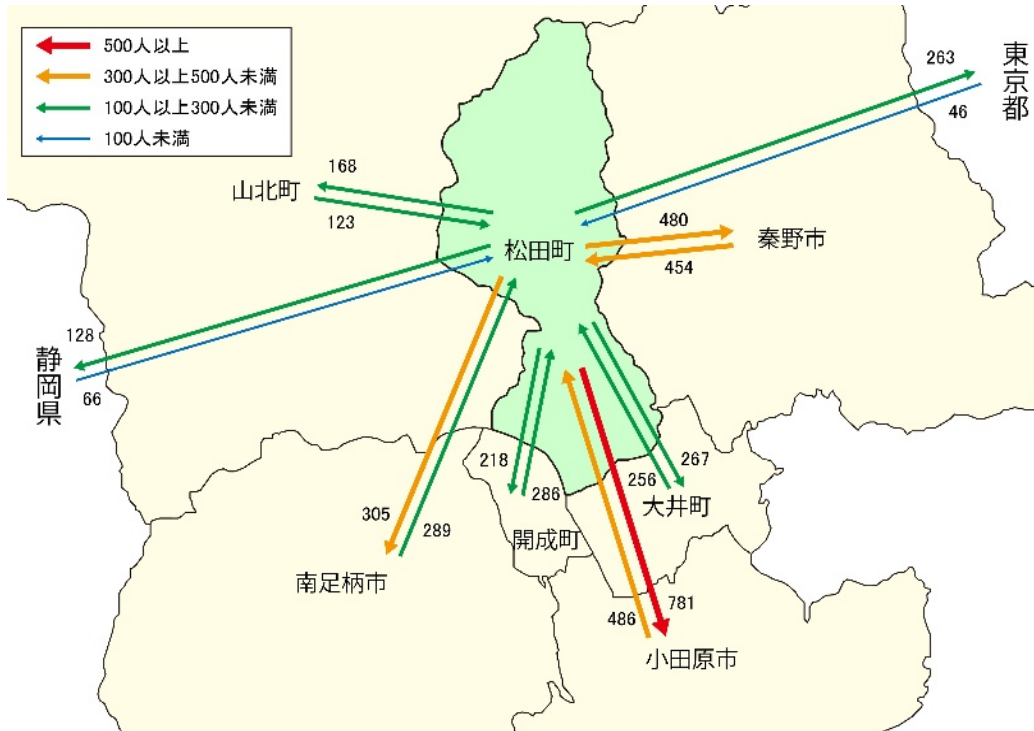 500人以上
300人以上500人未満
100人以上300人未満
100人未満
263
東京都
46
168
山北町
123
480
松田町
秦野市
454
128
静岡県
66
218
267
256
286
大井町
305
289
開成町
南足柄市
781
486
小田原市